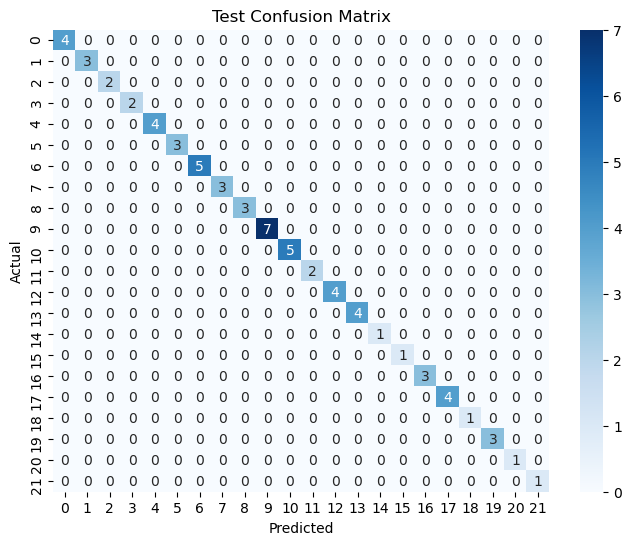 Test Confusion Matrix
0 4 0 0 0 0 0 0 0 0 0 0 0 0 0 0 0 0 0 0 0 0 0
1 0 3 0 0 0 0 0 0 0 0 0 0 0 0 0 0 0 0 0 0 0 0
2 0 0 2 0 0 0 0 0 0 0 0 0 0 0 0 0 0 0 0 0 0 0
3 0 0 0 2 0 0 0 0 0 0 0 0 0 0 0 0 0 0 0 0 0 0
4 0 0 0 0 4 0 0 0 0 0 0 0 0 0 0 0 0 0 0 0 0 0
5 0 0 0 0 0 3 0 0 0 0 0 0 0 0 0 0 0 0 0 0 0 0
6 0 0 0 0 0 0 5 0 0 0 0 0 0 0 0 0 0 0 0 0 0 0
7 0 0 0 0 0 0 0 3 0 0 0 0 0 0 0 0 0 0 0 0 0 0
8 0 0 0 0 0 0 0 0 3 0 0 0 0 0 0 0 0 0 0 0 0 0
9 0 0 0 0 0 0 0 0 0 7 0 0 0 0 0 0 0 0 0 0 0 0
10 0 0 0 0 0 0 0 0 0 0 5 0 0 0 0 0 0 0 0 0 0 0
11 0 0 0 0 0 0 0 0 0 0 0 2 0 0 0 0 0 0 0 0 0 0
12 0 0 0 0 0 0 0 0 0 0 0 0 4 0 0 0 0 0 0 0 0 0
13 0 0 0 0 0 0 0 0 0 0 0 0 0 4 0 0 0 0 0 0 0 0
14 0 0 0 0 0 0 0 0 0 0 0 0 0 0 1 0 0 0 0 0 0 0
15 0 0 0 0 0 0 0 0 0 0 0 0 0 0 0 1 0 0 0 0 0 0
16 0 0 0 0 0 0 0 0 0 0 0 0 0 0 0 0 3 0 0 0 0 0
17 0 0 0 0 0 0 0 0 0 0 0 0 0 0 0 0 0 4 0 0 0 0
18 0 0 0 0 0 0 0 0 0 0 0 0 0 0 0 0 0 0 1 0 0 0
19 0 0 0 0 0 0 0 0 0 0 0 0 0 0 0 0 0 0 0 3 0 0
20 0 0 0 0 0 0 0 0 0 0 0 0 0 0 0 0 0 0 0 0 1 0
21 0 0 0 0 0 0 0 0 0 0 0 0 0 0 0 0 0 0 0 0 0 1
0 1 2 3 4 5 6 7 8 9 10 11 12 13 14 15 16 17 18 19 20 21
Predicted
Actual
7
6
5
4
3
2
1
0